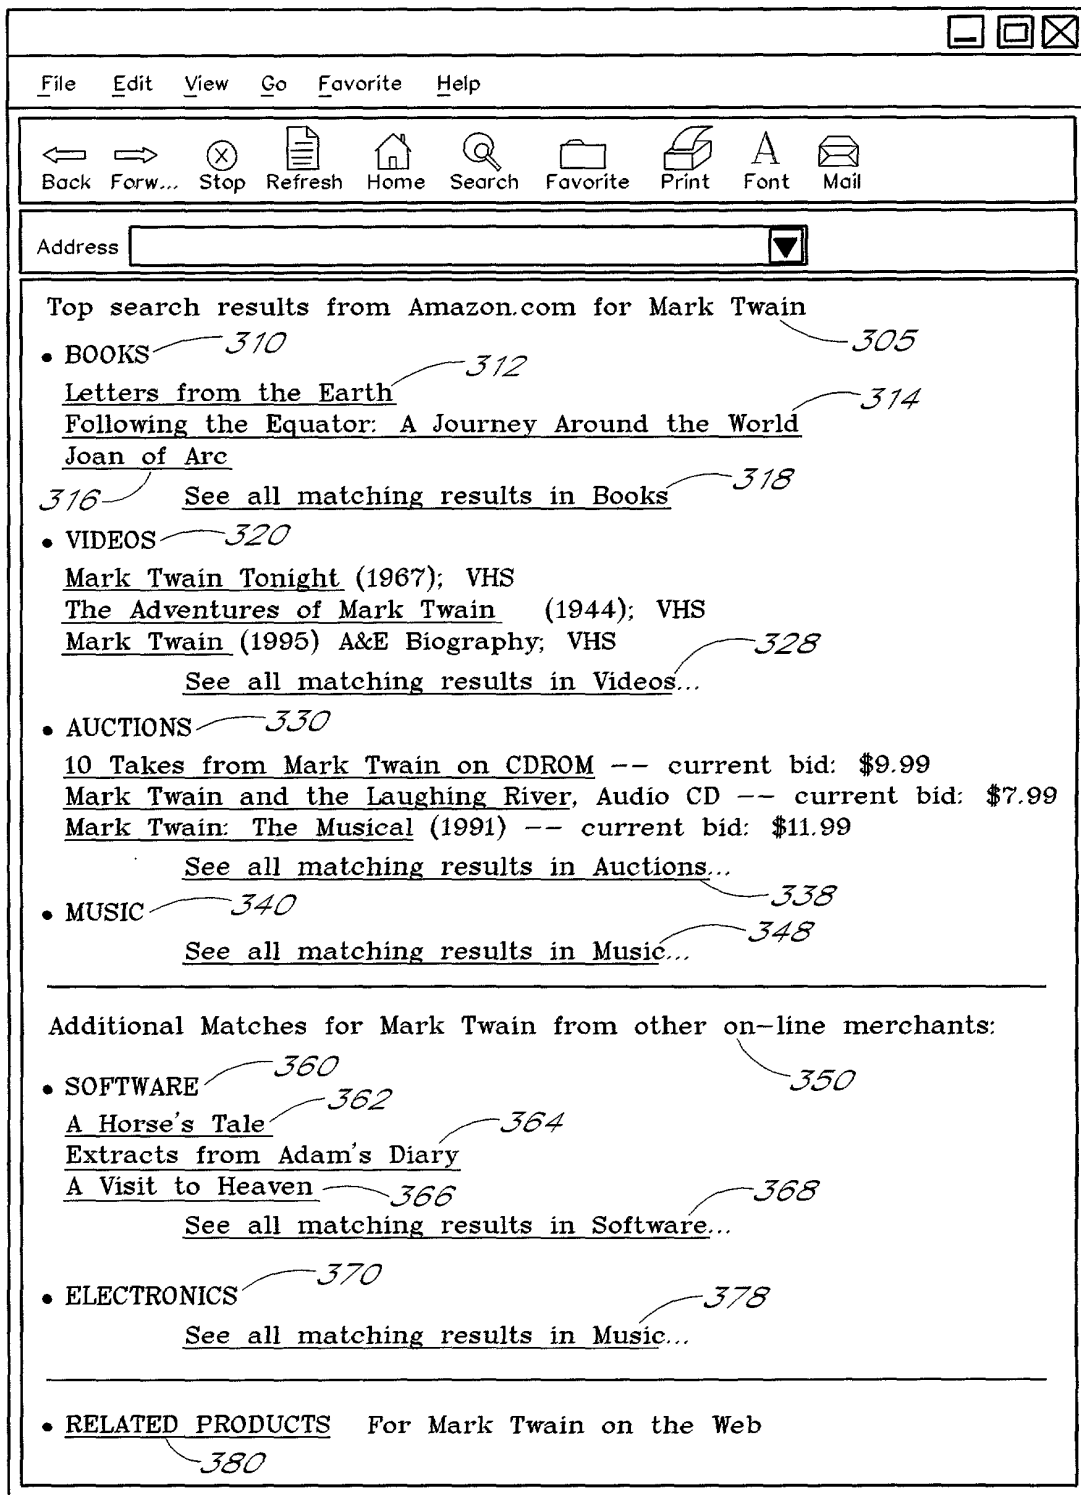 File Edit View Go Favorite Help
Back Forw... Stop Refresh Home Search Favorite Print Font Mail
Address
Top search results from Amazon.com for Mark Twain
305
• BOOKS 310
312
Letters from the Earth
314
Following the Equator: A Journey Around the World
Joan of Arc
316 See all matching results in Books 318
• VIDEOS 320
Mark Twain Tonight (1967); VHS
The Adventures of Mark Twain (1944); VHS
Mark Twain (1995) A&E Biography; VHS 328
See all matching results in Videos...
• AUCTIONS 330
10 Takes from Mark Twain on CDROM -- current bid: $9.99
Mark Twain and the Laughing River, Audio CD -- current bid: $7.99
Mark Twain: The Musical (1991) -- current bid: $11.99
See all matching results in Auctions...
338
• MUSIC 340
348
See all matching results in Music...
Additional Matches for Mark Twain from other on-line merchants:
350
• SOFTWARE 360
362
A Horse's Tale
364
Extracts from Adam's Diary
A Visit to Heaven 366
368
See all matching results in Software...
• ELECTRONICS 370
378
See all matching results in Music...
• RELATED PRODUCTS For Mark Twain on the Web
380